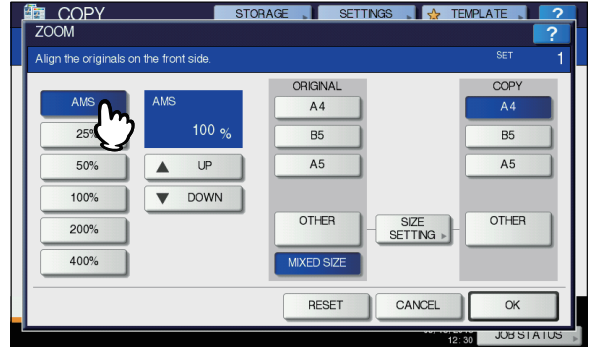 COPY STORAGE SETTINGS TEMPLATE ?
ZOOM ?
Align the originals on the front side. SET 1
ORIGINAL COPY
AMS AMS A4 A4
25% 100 % B5 B5
50% UP A5 A5
100% DOWN
200% OTHER SIZE SETTING OTHER
400% MIXED SIZE
RESET CANCEL OK
12:30 JOB STATUS